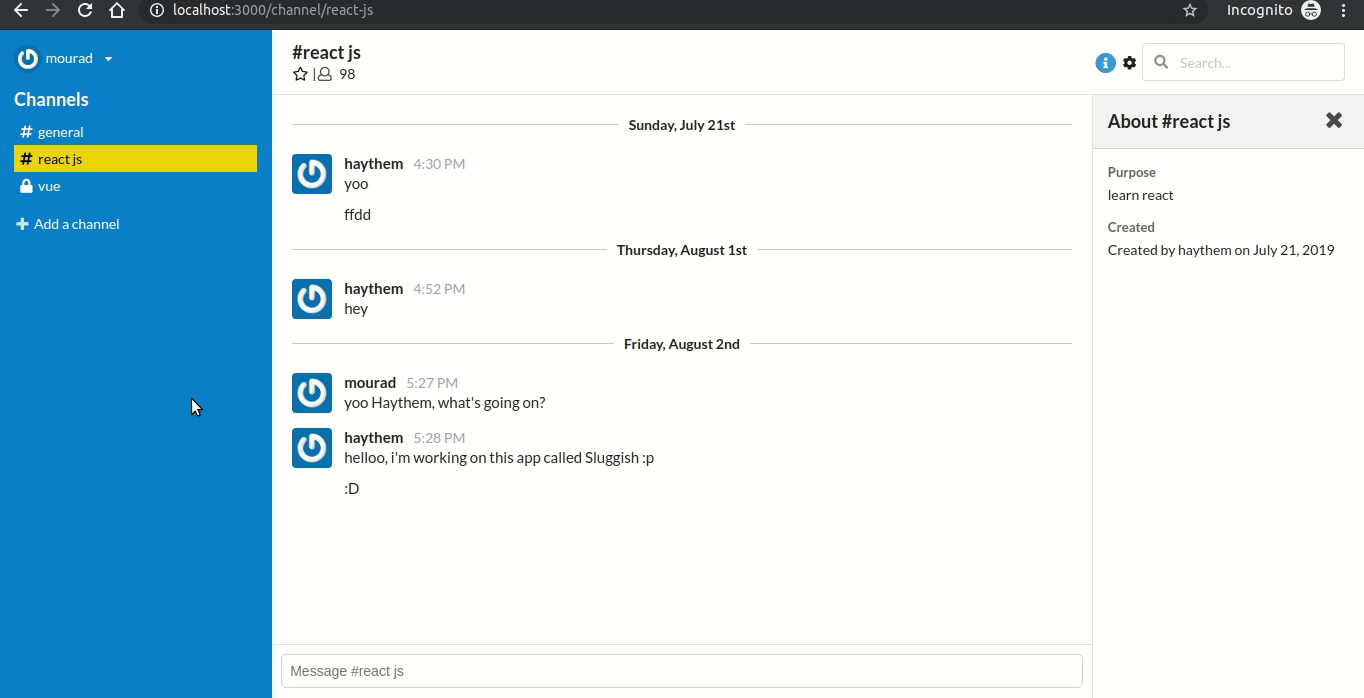 localhost:3000/channel/react-js
Incognito
mourad
Channels
# general
# react js
vue
Add a channel
#react js
98
Search...
Sunday, July 21st
haythem 4:30 PM
yoo
ffdd
Thursday, August 1st
haythem 4:52 PM
hey
Friday, August 2nd
mourad 5:27 PM
yoo Haythem, what's going on?
haythem 5:28 PM
helloo, i'm working on this app called Sluggish :p
:D
Message #react js
About #react js
Purpose
learn react
Created
Created by haythem on July 21, 2019